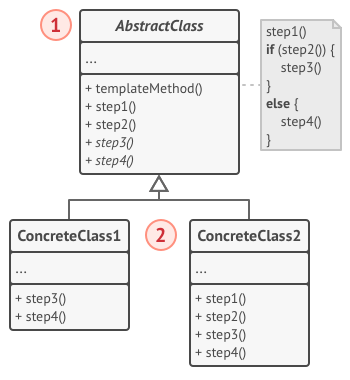 1
AbstractClass
...
+ templateMethod()
+ step1()
+ step2()
+ step3()
+ step4()
step1()
if (step2()) {
step3()
}
else {
step4()
}
2
ConcreteClass1
...
+ step3()
+ step4()
ConcreteClass2
...
+ step1()
+ step2()
+ step3()
+ step4()